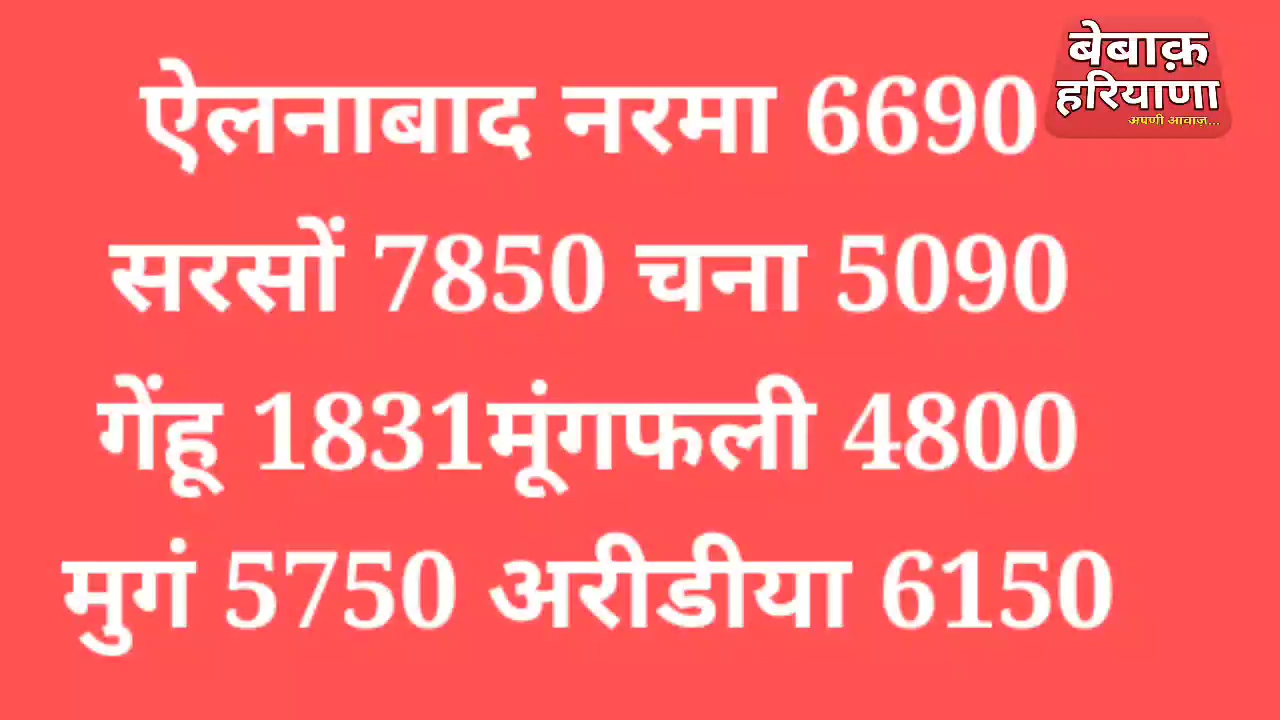 बेबाक़
हरियाणा
अपणी आवाज़...
ऐलनाबाद नरमा 6690
सरसों 7850 चना 5090
गेंहू 1831मूंगफली 4800
मुगं 5750 अरीडीया 6150